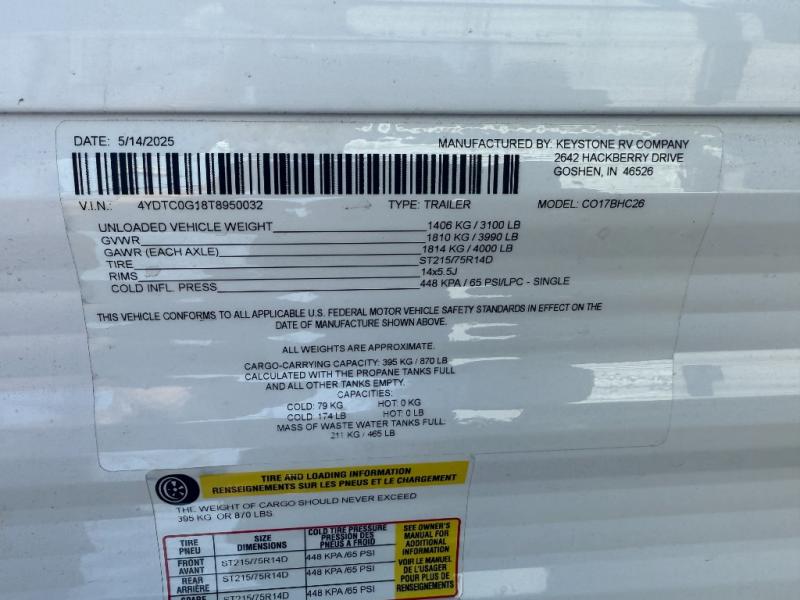 DATE: 5/14/2025
MANUFACTURED BY: KEYSTONE RV COMPANY
2642 HACKBERRY DRIVE
GOSHEN, IN 46526
V.I.N.: 4YDTC0G18T8950032 TYPE: TRAILER MODEL: CO17BHC26
UNLOADED VEHICLE WEIGHT 1406 KG / 3100 LB
GVWR 1810 KG / 3990 LB
GAWR (EACH AXLE) 1814 KG / 4000 LB
TIRE ST215/75R14D
RIMS 14x5.5J
COLD INFL. PRESS 448 KPA / 65 PSI/LPC - SINGLE
THIS VEHICLE CONFORMS TO ALL APPLICABLE U.S. FEDERAL MOTOR VEHICLE SAFETY STANDARDS IN EFFECT ON THE
DATE OF MANUFACTURE SHOWN ABOVE.
ALL WEIGHTS ARE APPROXIMATE.
CARGO-CARRYING CAPACITY: 395 KG / 870 LB
CALCULATED WITH THE PROPANE TANKS FULL
AND ALL OTHER TANKS EMPTY.
CAPACITIES:
COLD: 79 KG HOT: 0 KG
COLD: 174 LB HOT: 0 LB
MASS OF WASTE WATER TANKS FULL:
211 KG / 465 LB
TIRE AND LOADING INFORMATION
RENSEIGNEMENTS SUR LES PNEUS ET LE CHARGEMENT
THE WEIGHT OF CARGO SHOULD NEVER EXCEED
395 KG OR 870 LBS.
TIRE
PNEU
SIZE
DIMENSIONS
COLD TIRE PRESSURE
PRESSION DES
PNEUS A FROID
FRONT
AVANT
ST215/75R14D
448 KPA/65 PSI
REAR
ARRIÈRE
ST215/75R14D
448 KPA/65 PSI
SPARE
ST215/75R14D
448 KPA/65 PSI
SEE OWNER'S
MANUAL FOR
ADDITIONAL
INFORMATION
VOIR LE MANUEL
DE L'USAGER
POUR PLUS DE
RENSEIGNEMENTS